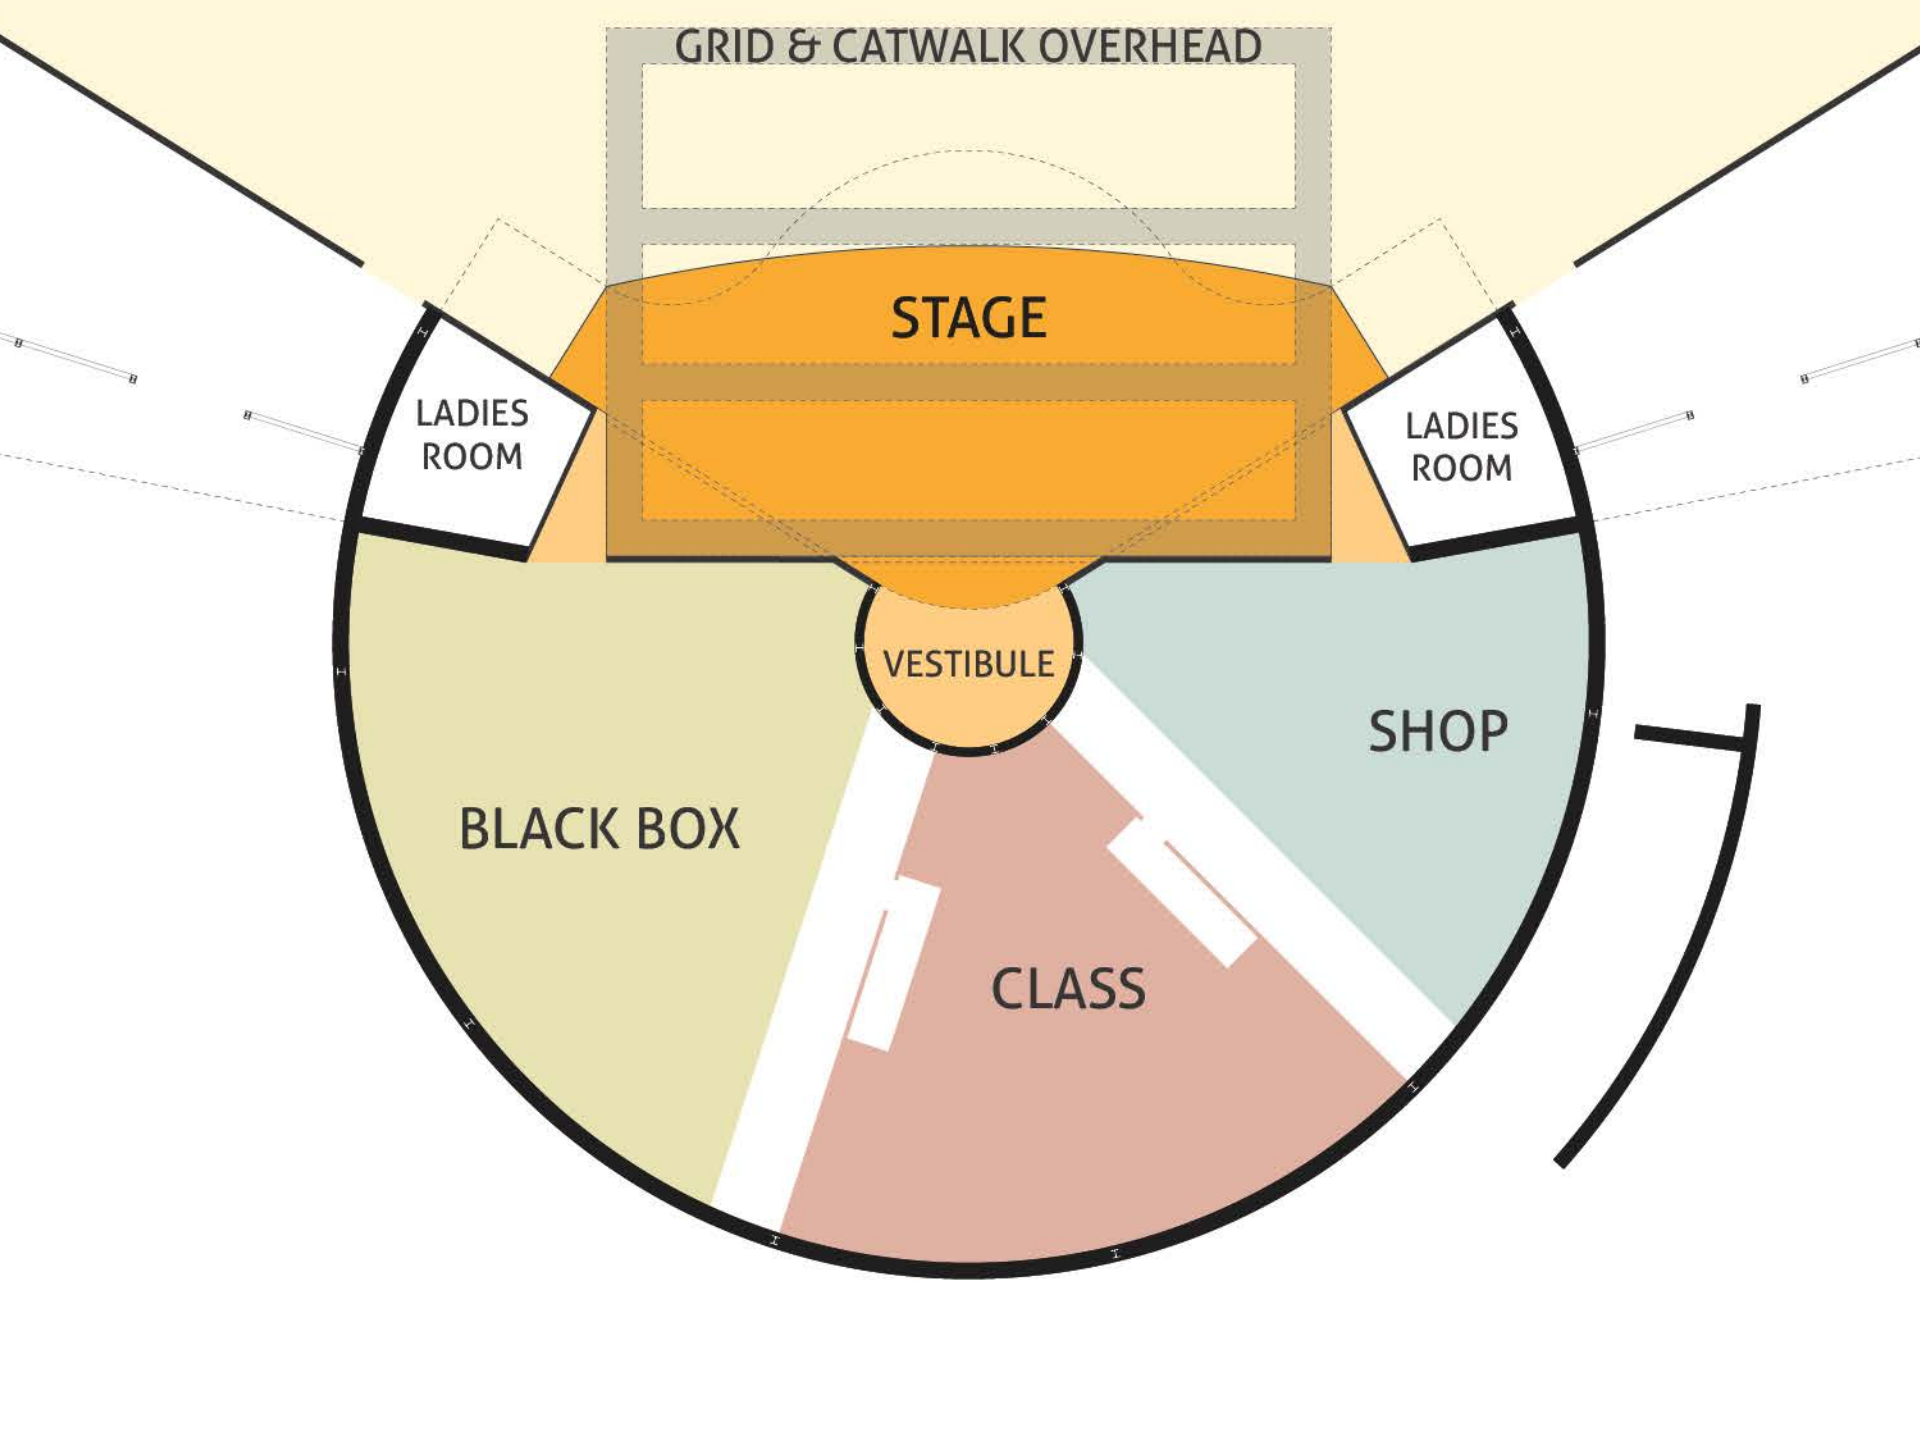 GRID & CATWALK OVERHEAD
STAGE
LADIES
ROOM
LADIES
ROOM
VESTIBULE
SHOP
BLACK BOX
CLASS